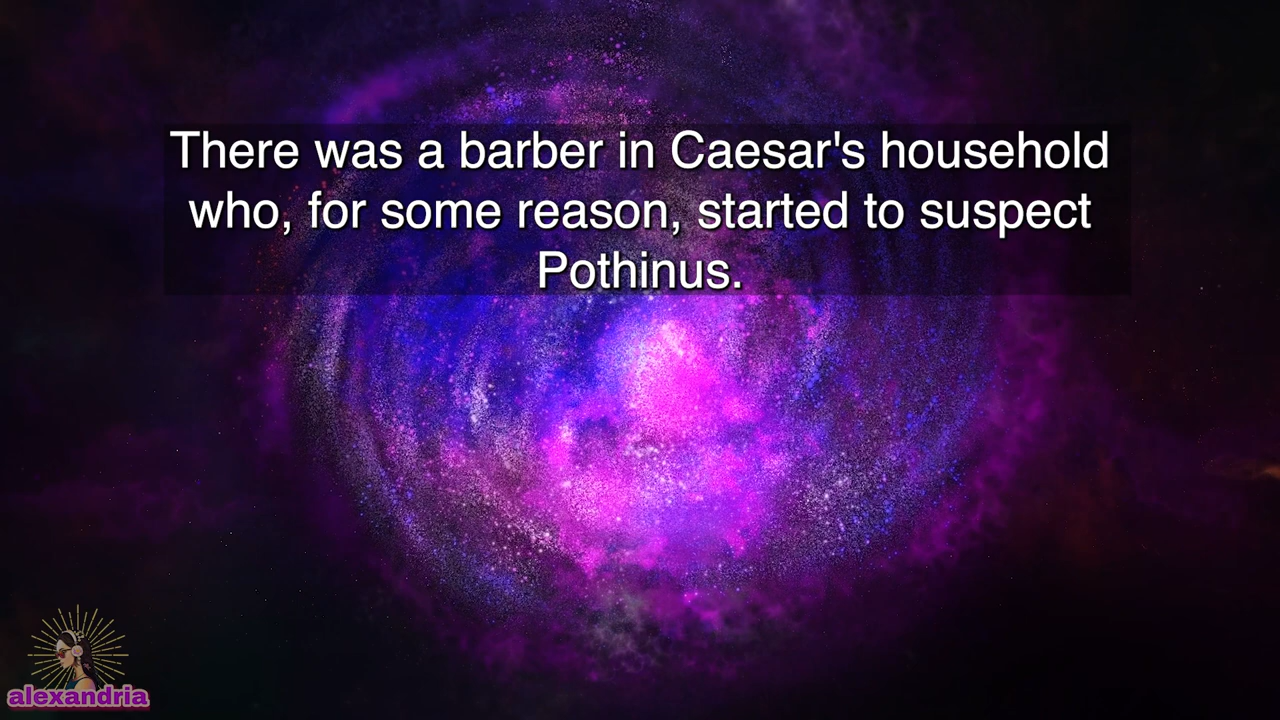 There was a barber in Caesar's household
who, for some reason, started to suspect
Pothinus.
alexandria